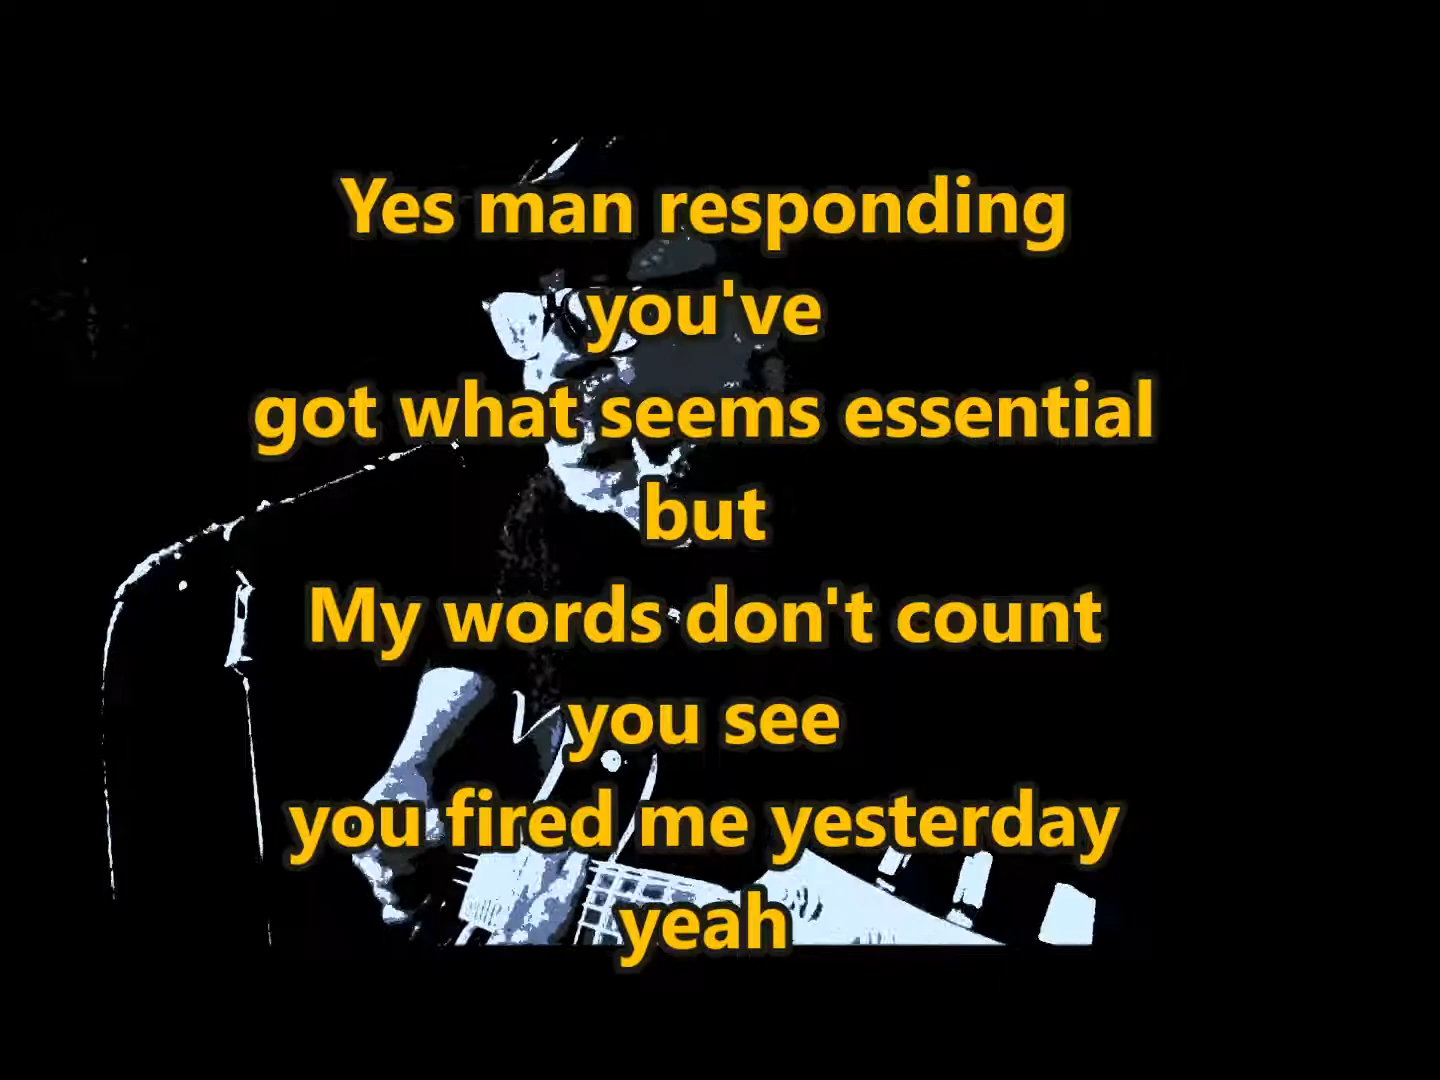 Yes man responding
you've
got what seems essential
but
My words don't count
you see
you fired me yesterday
yeah